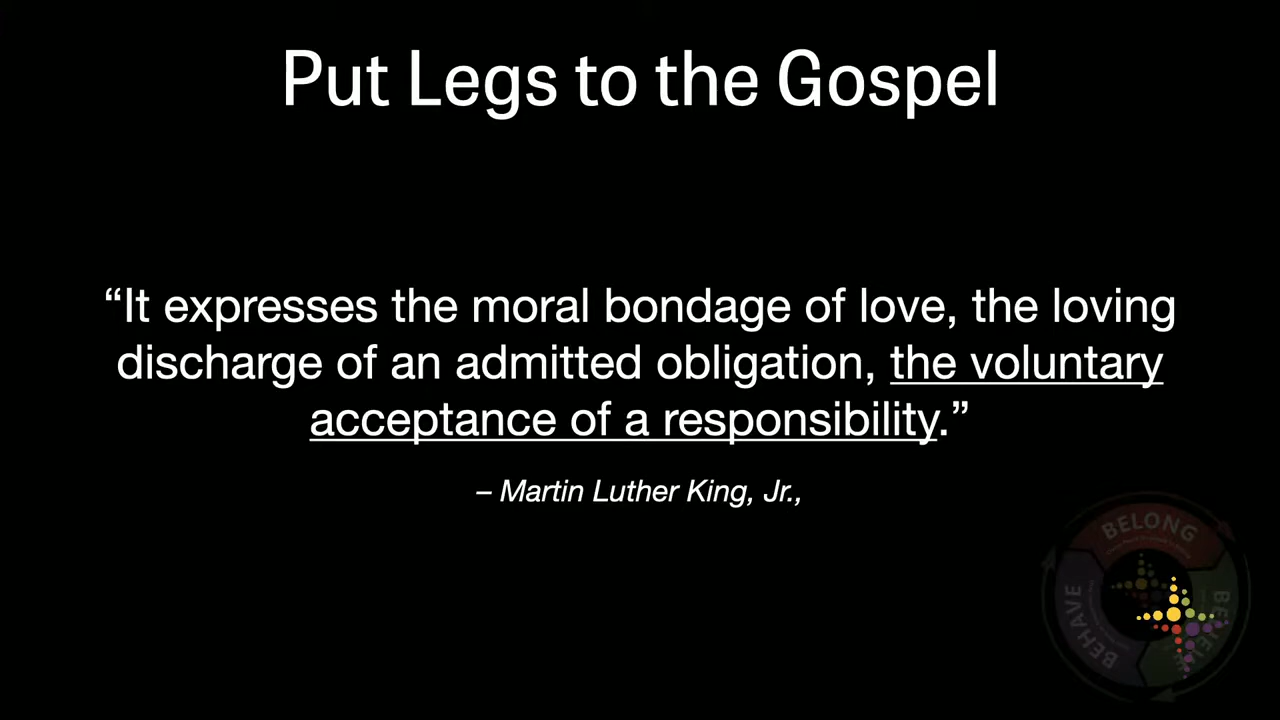 Put Legs to the Gospel
“It expresses the moral bondage of love, the loving
discharge of an admitted obligation, the voluntary
acceptance of a responsibility.”
– Martin Luther King, Jr.,
BELONG
BEHAVE